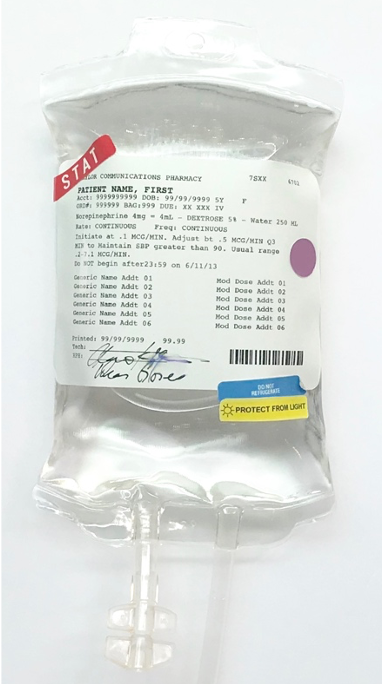 STAT
COMMUNICATIONS PHARMACY 7SXX
PATIENT NAME, FIRST
Acct: 9999999999 DOB: 99/99/9999 5Y F
ORD#: 999999 BAG:999 DUE: XX XXX IV
Norepinephrine 4mg = 4mL - DEXTROSE 5% - Water 250 ML
Rate: CONTINUOUS Freq: CONTINUOUS
Initiate at .1 MCG/MIN. Adjust bt .5 MCG/MIN Q3
MIN to Maintain SBP greater than 90. Usual range
MCG/MIN.
Do NOT begin after23:59 on 6/11/13
Generic Name Addt 01 Mod Dose Addt 01
Generic Name Addt 02 Mod Dose Addt 02
Generic Name Addt 03 Mod Dose Addt 03
Generic Name Addt 04 Mod Dose Addt 04
Generic Name Addt 05 Mod Dose Addt 05
Generic Name Addt 06 Mod Dose Addt 06
Printed: 99/99/9999 99.99
Tech:
DO NOT
REFRIGERATE
PROTECT FROM LIGHT